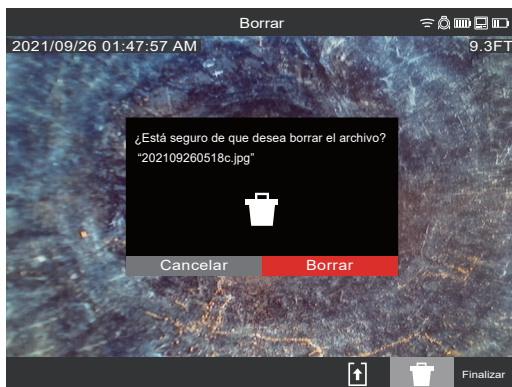 Borrar
2021/09/26 01:47:57 AM
9.3FT
¿Está seguro de que desea borrar el archivo?
“202109260518c.jpg”
Cancelar
Borrar
Finalizar